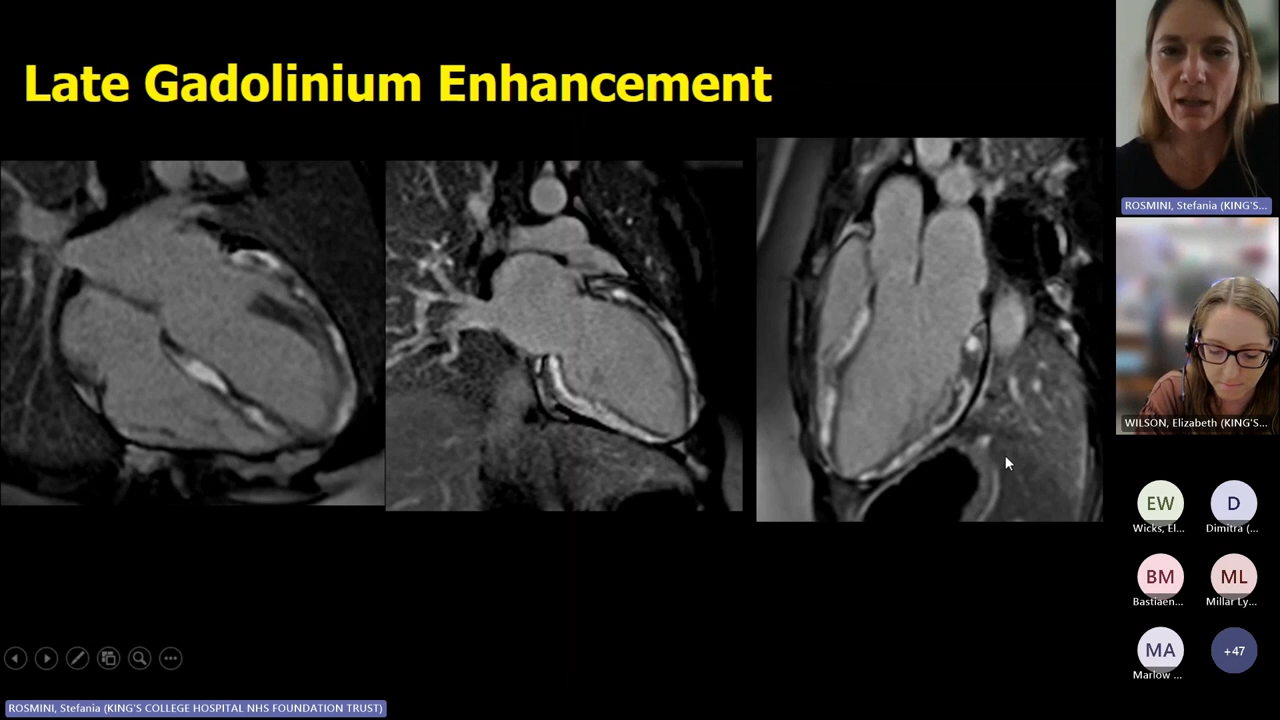 Late Gadolinium Enhancement
ROSMINI, Stefania (KING'S...
WILSON, Elizabeth (KING'S...
EW
D
Wicks, El...
Dimitra (...
BM
ML
Bastiaen...
Millar Ly...
MA
+47
Marlow ...
ROSMINI, Stefania (KING'S COLLEGE HOSPITAL NHS FOUNDATION TRUST)